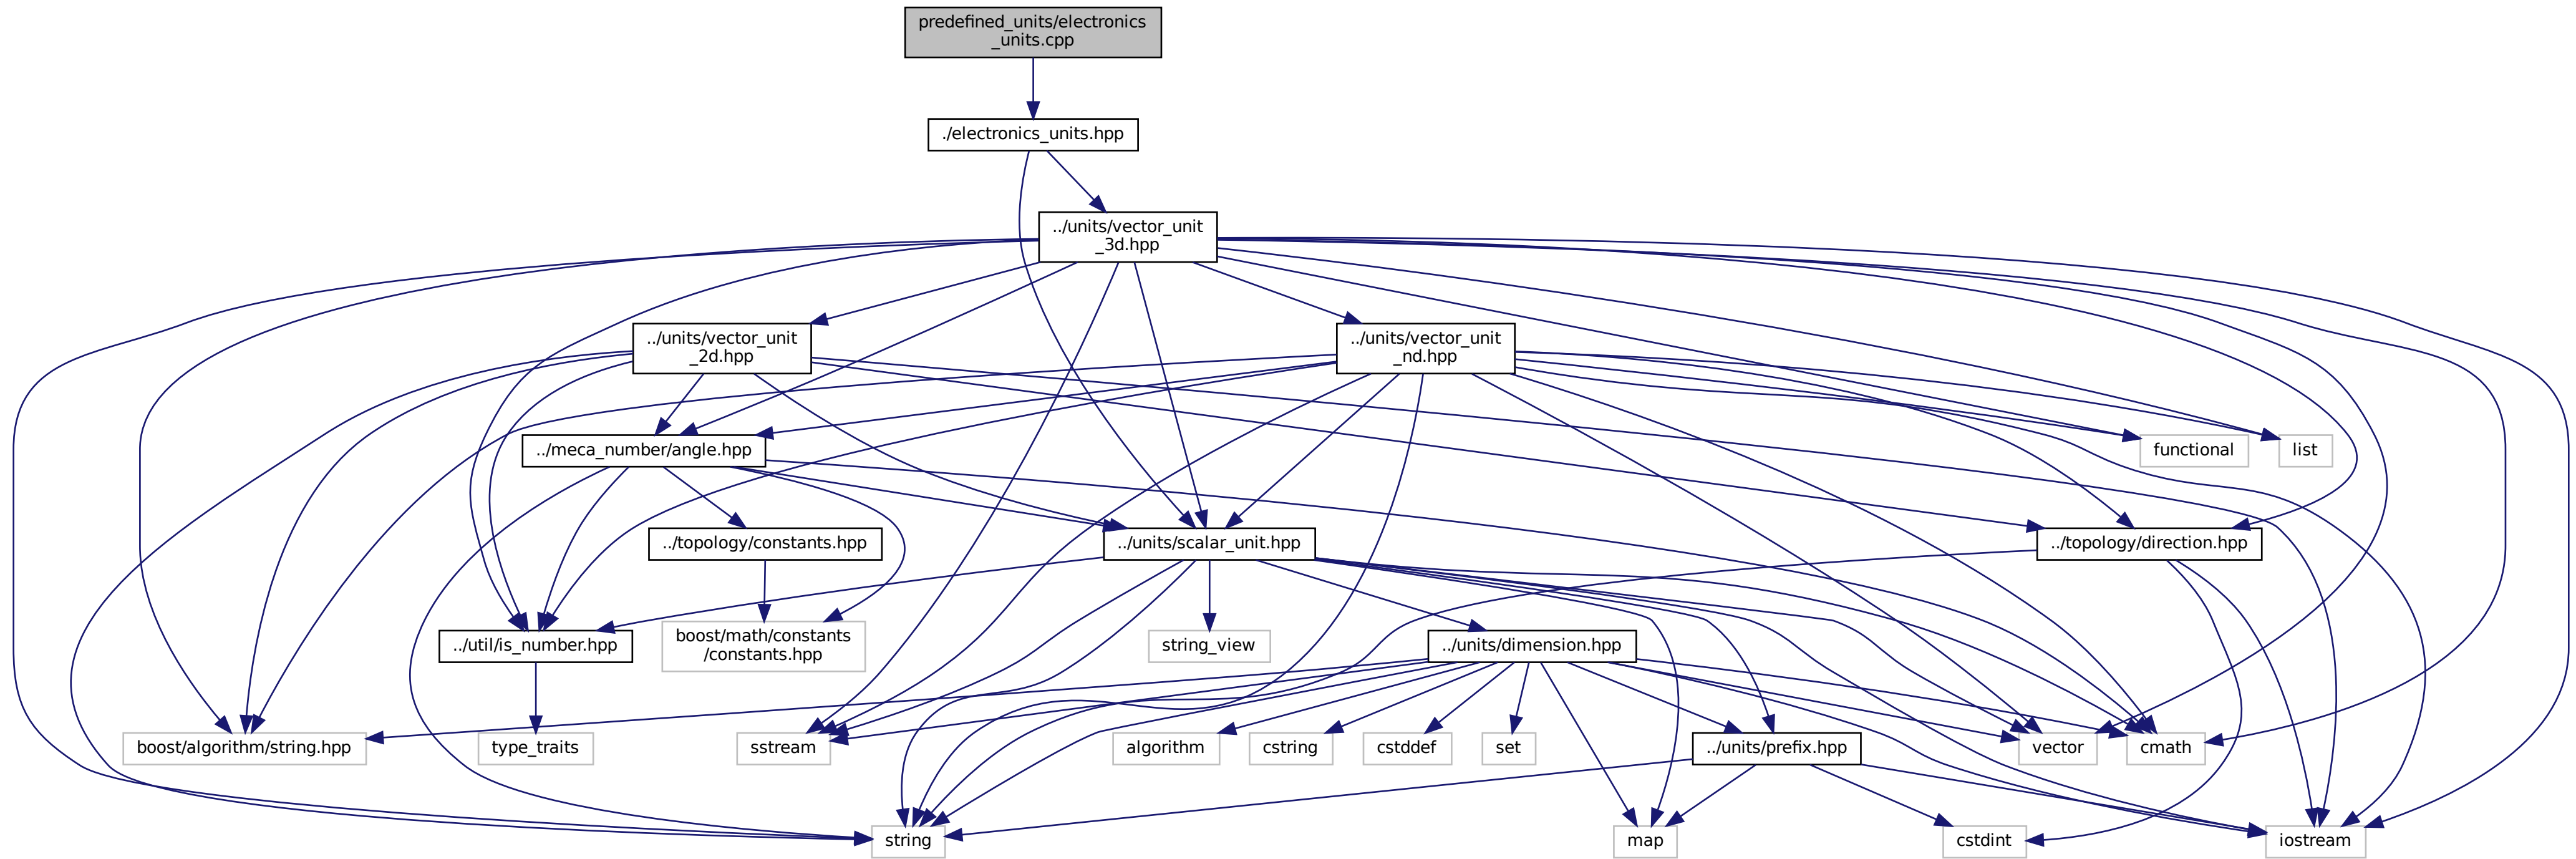 predefined_units/electronics
_units.cpp
./electronics_units.hpp
../units/vector_unit
_3d.hpp
../units/vector_unit
_2d.hpp
../units/vector_unit
_nd.hpp
../meca_number/angle.hpp
functional
list
../topology/constants.hpp
../units/scalar_unit.hpp
../topology/direction.hpp
../util/is_number.hpp
boost/math/constants
/constants.hpp
string_view
../units/dimension.hpp
boost/algorithm/string.hpp
type_traits
sstream
algorithm
cstring
cstddef
set
../units/prefix.hpp
vector
cmath
string
map
cstdint
iostream